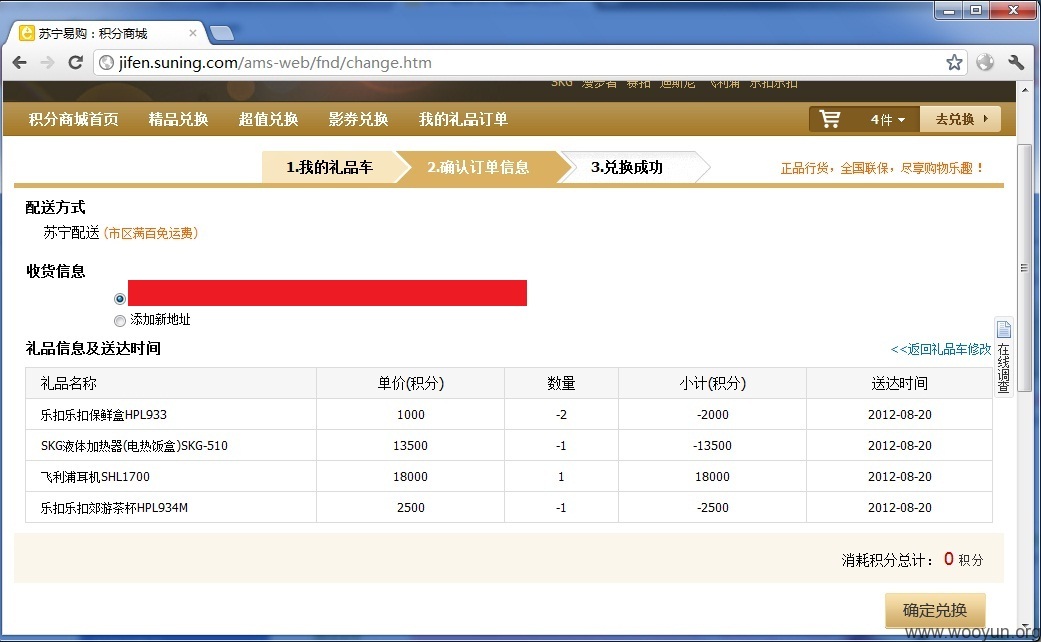 苏宁易购：积分商城
jifen.suning.com/ams-web/fnd/change.htm
SKG 漫步者 赛拓 迪斯尼 飞利浦 乐扣乐扣
积分商城首页 精品兑换 超值兑换 影券兑换 我的礼品订单 4件 去兑换
1.我的礼品车 2.确认订单信息 3.兑换成功 正品行货，全国联保，尽享购物乐趣！
配送方式
苏宁配送 (市区满百免运费)
收货信息
添加新地址
礼品信息及送达时间 <<返回礼品车修改
在线调查
礼品名称 单价(积分) 数量 小计(积分) 送达时间
乐扣乐扣保鲜盒HPL933 1000 -2 -2000 2012-08-20
SKG液体加热器(电热饭盒)SKG-510 13500 -1 -13500 2012-08-20
飞利浦耳机SHL1700 18000 1 18000 2012-08-20
乐扣乐扣郊游茶杯HPL934M 2500 -1 -2500 2012-08-20
消耗积分总计： 0 积分
确定兑换
www.wooyun.org